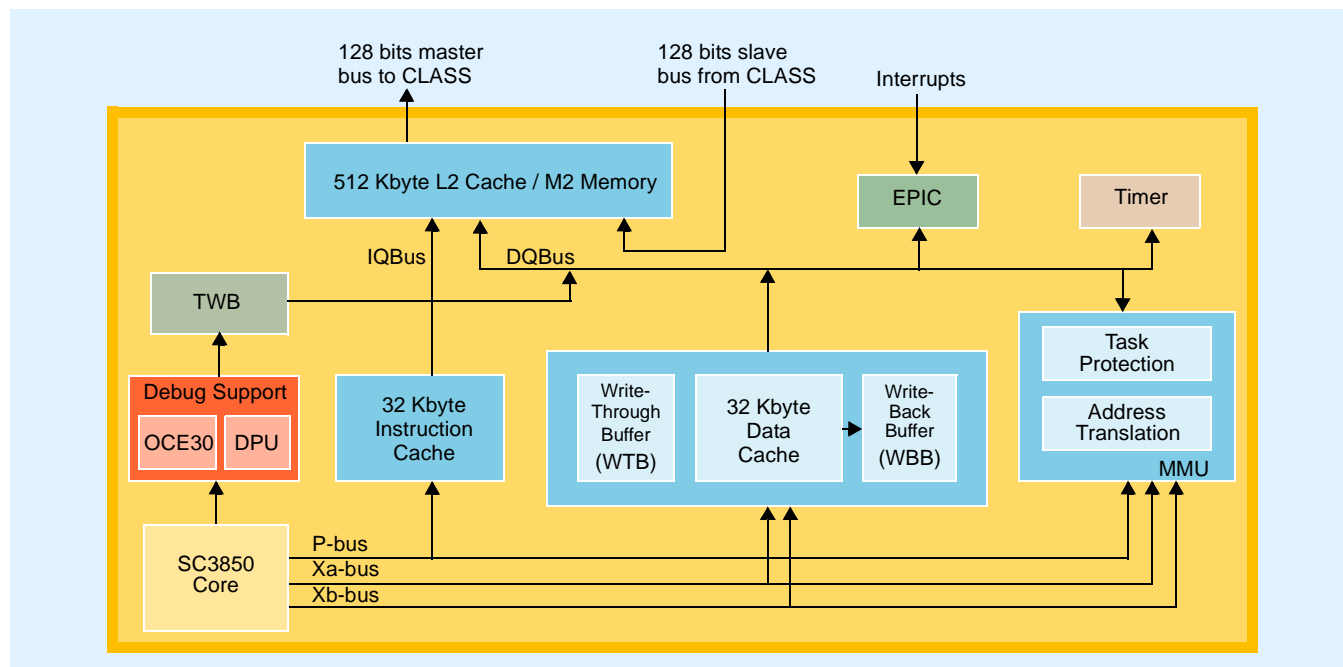 128 bits master
bus to CLASS
128 bits slave
bus from CLASS
Interrupts
512 Kbyte L2 Cache / M2 Memory
EPIC
Timer
IQBus
DQBus
TWB
Task
Protection
Address
Translation
MMU
Debug Support
OCE30
DPU
32 Kbyte
Instruction
Cache
Write-
Through
Buffer
(WTB)
32 Kbyte
Data
Cache
Write-
Back
Buffer
(WBB)
SC3850
Core
P-bus
Xa-bus
Xb-bus